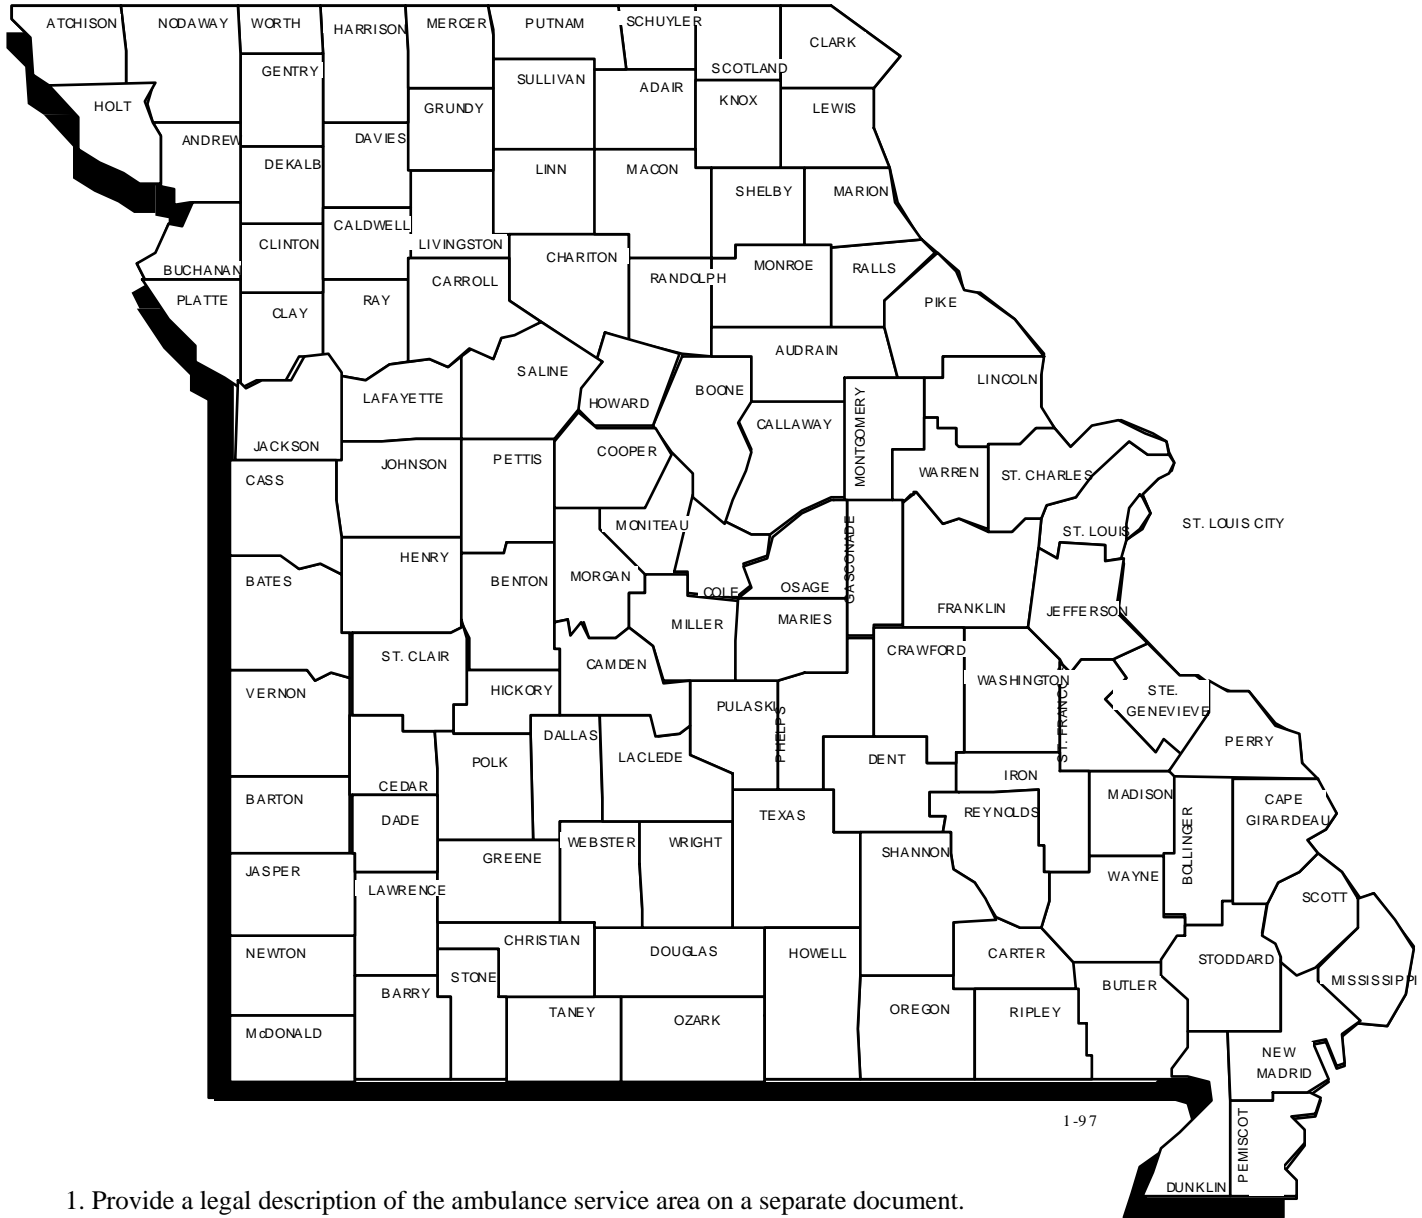 ATCHISON
NODAWAY
WORTH
HARRISON
MERCER
PUTNAM
SCHUYLER
SCOTLAND
CLARK
GENTRY
SULLIVAN
ADAIR
KNOX
LEWIS
HOLT
GRUNDY
ANDREW
DAVIES
DEKALB
LINN
MACON
SHELBY
MARION
CALDWELL
LIVINGSTON
CLINTON
CHARITON
BUCHANAN
CARROLL
RANDOLPH
MONROE
RALLS
PLATTE
CLAY
RAY
PIKE
AUDRAIN
SALINE
LINCOLN
LAFAYETTE
HOWARD
BOONE
CALLAWAY
MONTGOMERY
JACKSON
JOHNSON
PETTIS
COOPER
WARREN
ST. CHARLES
CASS
MONITEAU
ST. LOUIS
ST. LOUIS CITY
HENRY
BATES
BENTON
MORGAN
COLE
OSAGE
GASCONADE
FRANKLIN
JEFFERSON
MILLER
MARIES
ST. CLAIR
CAMDEN
CRAWFORD
WASHINGTON
VERNON
HICKORY
PULASKI
PHELPS
ST. FRANCO
STE.
GENEVIEVE
DALLAS
LACLEDE
PERRY
POLK
DENT
IRON
CEDAR
BARTON
DADE
TEXAS
REYNOLDS
MADISON
BOLLINGER
CAPE
GIRARDEAU
JASPER
GREENE
WEBSTER
WRIGHT
SHANNON
WAYNE
LAWRENCE
SCOTT
NEWTON
CHRISTIAN
DOUGLAS
HOWELL
CARTER
STODDARD
STONE
BARRY
BUTLER
MISSISSIPPI
McDONALD
TANEY
OZARK
OREGON
RIPLEY
NEW
MADRID
1-97
PEMISCOT
DUNKLIN
1. Provide a legal description of the ambulance service area on a separate document.